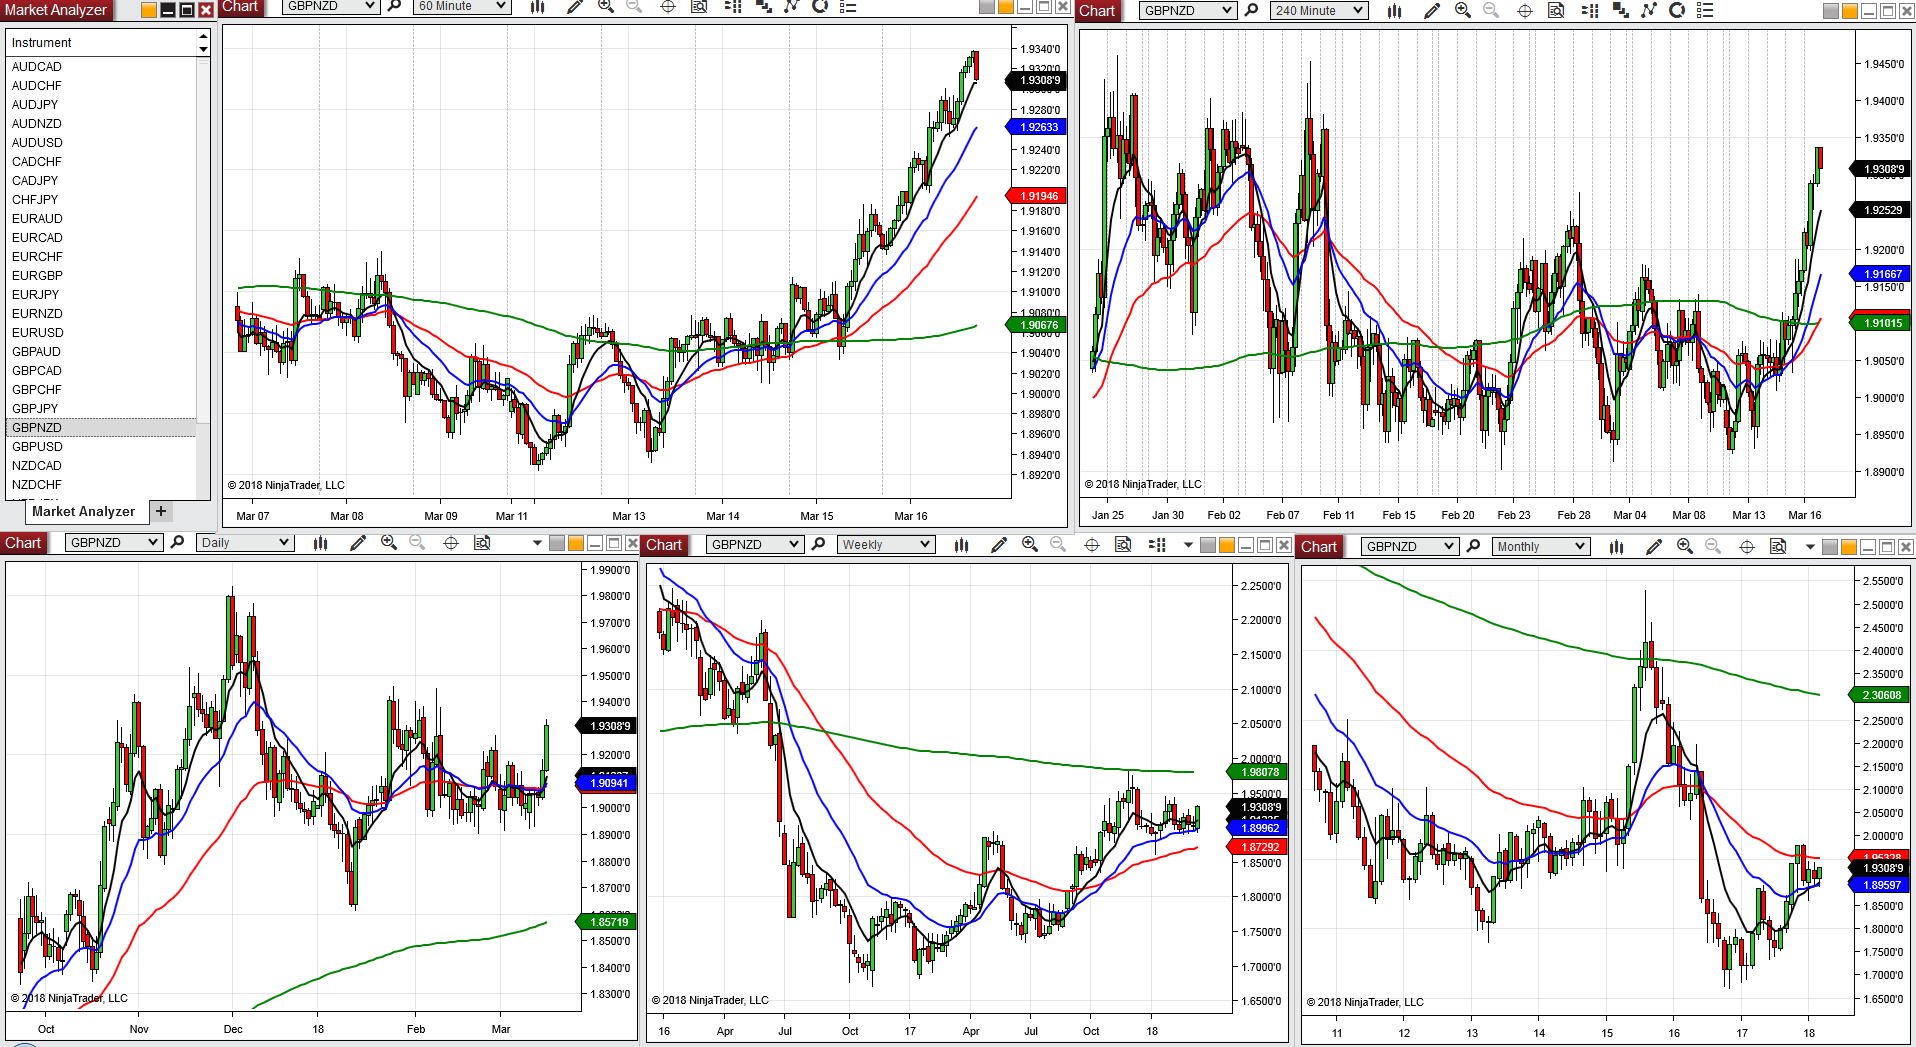 Market Analyzer
Instrument
AUDCAD
AUDCHF
AUDJPY
AUDNZD
AUDUSD
CADCHF
CADJPY
CHFJPY
EURAUD
EURCAD
EURCHF
EURGBP
EURJPY
EURNZD
EURUSD
GBPAUD
GBPCAD
GBPCHF
GBPJPY
GBPNZD
GBPUSD
NZDCAD
NZDCHF
Market Analyzer +
Chart GBPNZD 60 Minute
1.9340'0
1.9320'0
1.9308'9
1.9280'0
1.92633
1.9240'0
1.9220'0
1.91946
1.9180'0
1.9160'0
1.9140'0
1.9120'0
1.9100'0
1.9080'0
1.90676
1.9040'0
1.9020'0
1.9000'0
1.8980'0
1.8960'0
1.8940'0
1.8920'0
© 2018 NinjaTrader, LLC
Mar 07 Mar 08 Mar 09 Mar 11 Mar 13 Mar 14 Mar 15 Mar 16
Chart GBPNZD 240 Minute
1.9450'0
1.9400'0
1.9350'0
1.9308'9
1.92529
1.9200'0
1.91667
1.9150'0
1.91015
1.9050'0
1.9000'0
1.8950'0
1.8900'0
© 2018 NinjaTrader, LLC
Jan 25 Jan 30 Feb 02 Feb 07 Feb 11 Feb 15 Feb 20 Feb 23 Feb 28 Mar 04 Mar 08 Mar 13 Mar 16
Chart GBPNZD Daily
1.9900'0
1.9800'0
1.9700'0
1.9600'0
1.9500'0
1.9400'0
1.9308'9
1.9200'0
1.90941
1.9000'0
1.8900'0
1.8800'0
1.8700'0
1.85719
1.8500'0
1.8400'0
1.8300'0
© 2018 NinjaTrader, LLC
Oct Nov Dec 18 Feb Mar
Chart GBPNZD Weekly
2.2500'0
2.2000'0
2.1500'0
2.1000'0
2.0500'0
2.0000'0
1.98078
1.9500'0
1.9308'9
1.89962
1.87292
1.8500'0
1.8000'0
1.7500'0
1.7000'0
1.6500'0
© 2018 NinjaTrader, LLC
16 Apr Jul Oct 17 Apr Jul Oct 18
Chart GBPNZD Monthly
2.5500'0
2.5000'0
2.4500'0
2.4000'0
2.3500'0
2.30608
2.2500'0
2.2000'0
2.1500'0
2.1000'0
2.0500'0
2.0000'0
1.95328
1.9308'9
1.89597
1.8500'0
1.8000'0
1.7500'0
1.7000'0
1.6500'0
© 2018 NinjaTrader, LLC
11 12 13 14 15 16 17 18